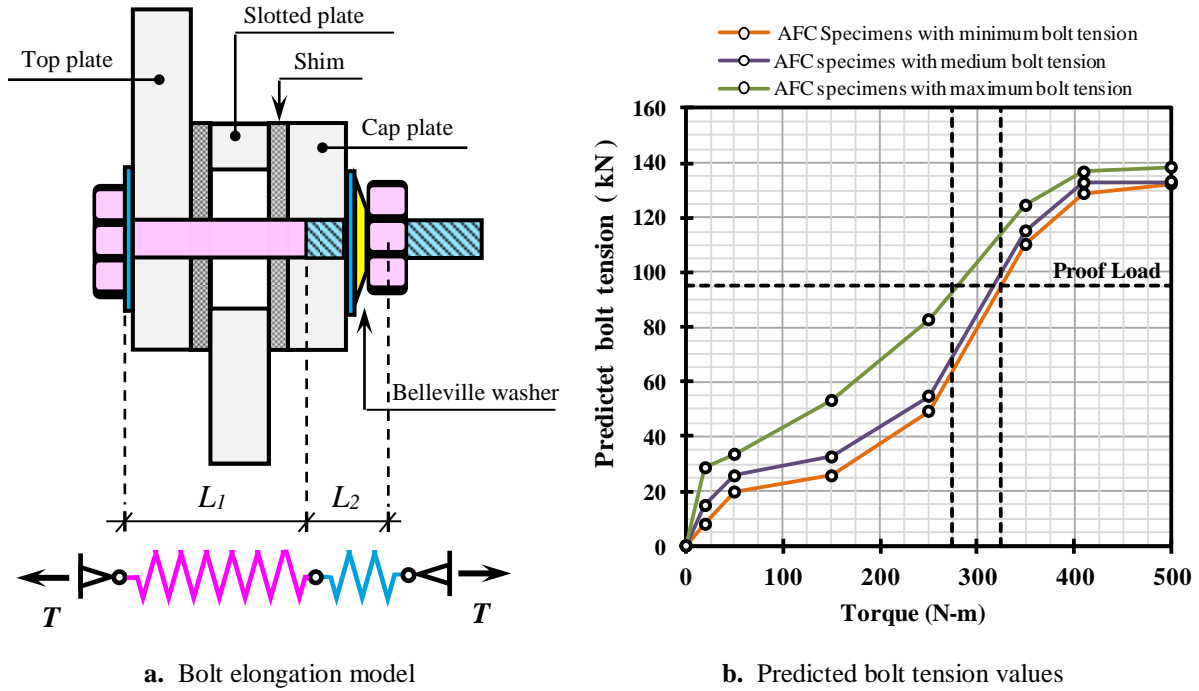 Slotted plate
Top plate
Shim
Cap plate
Belleville washer
L1
L2
T
T
a. Bolt elongation model
AFC Specimens with minimum bolt tension
AFC specimes with medium bolt tension
AFC specimens with maximum bolt tension
160
140
120
100
80
60
40
20
0
Predictet bolt tension ( kN )
Proof Load
0 100 200 300 400 500
Torque (N-m)
b. Predicted bolt tension values